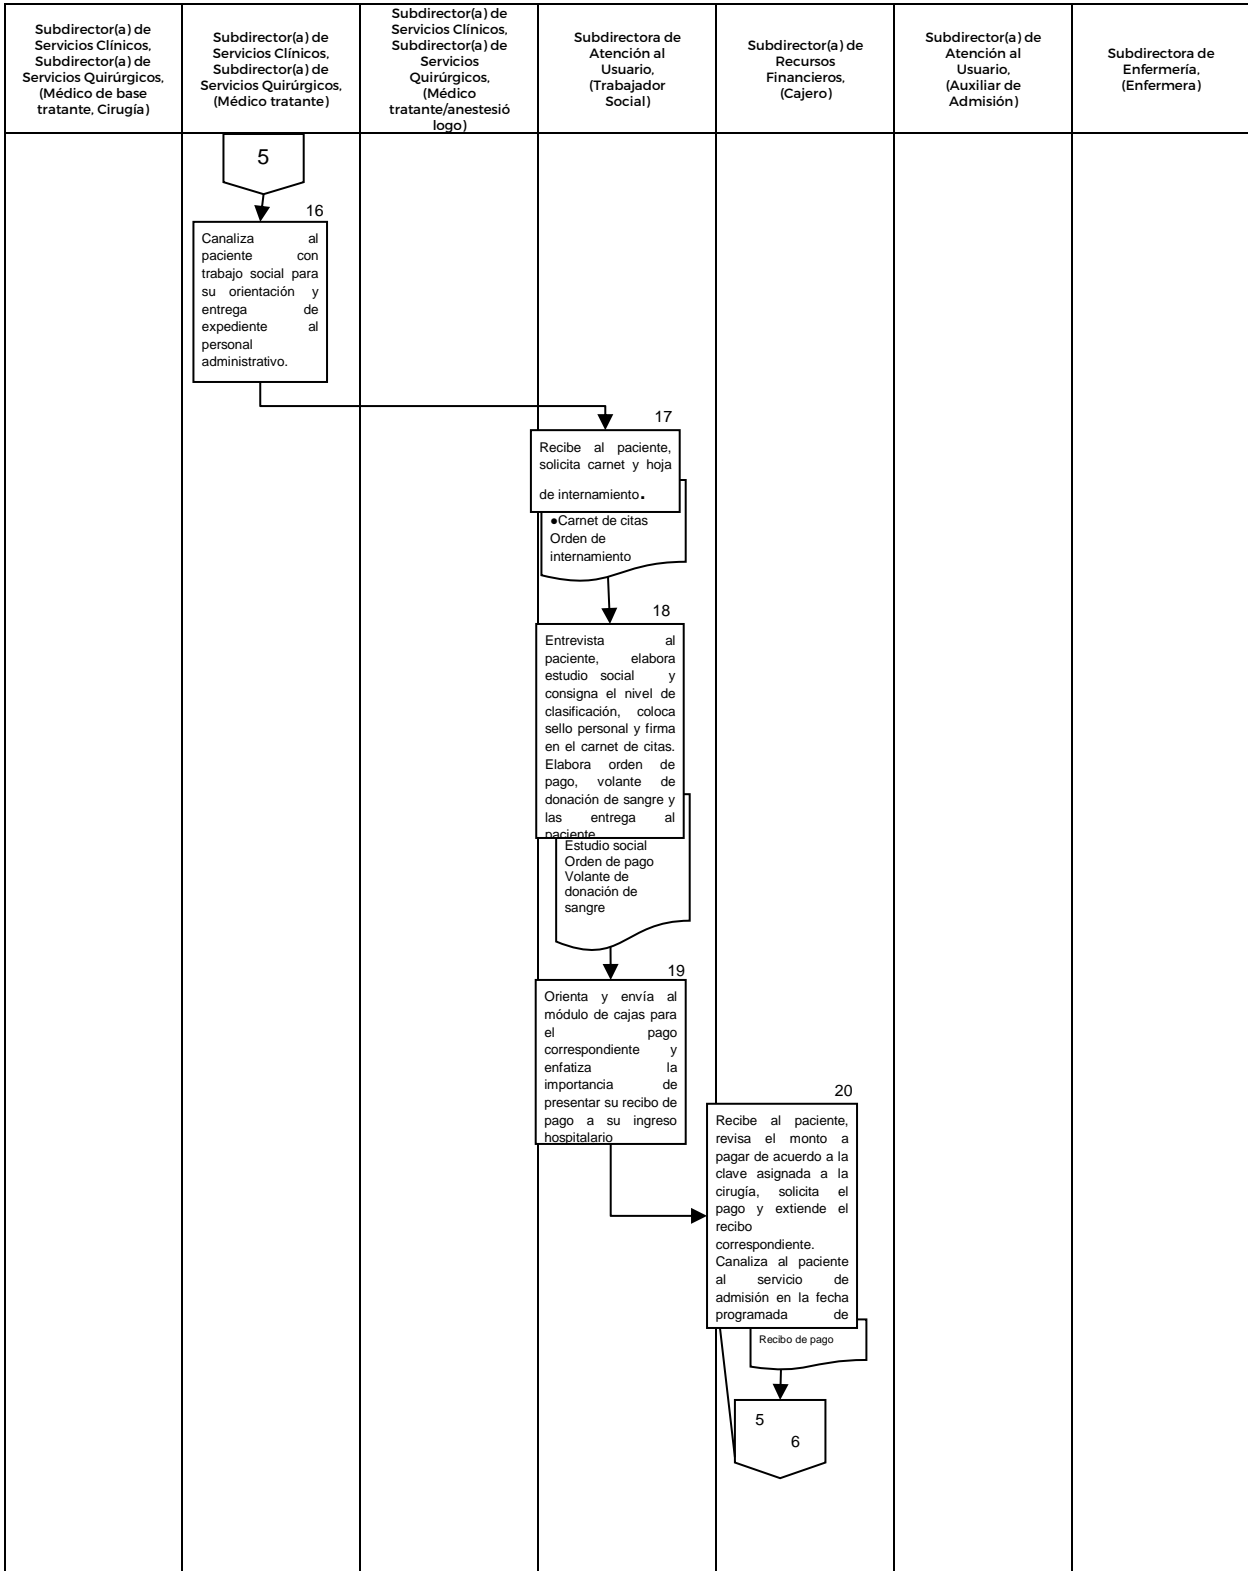 Subdirector(a) de
Servicios Clínicos,
Subdirector(a) de
Servicios Quirúrgicos,
(Médico de base
tratante, Cirugía)
Subdirector(a) de
Servicios Clínicos,
Subdirector(a) de
Servicios Quirúrgicos,
(Médico tratante)
Subdirector(a) de
Servicios Clínicos,
Subdirector(a) de
Servicios
Quirúrgicos,
(Médico
tratante/anestesió
logo)
Subdirectora de
Atención al
Usuario,
(Trabajador
Social)
Subdirector(a) de
Recursos
Financieros,
(Cajero)
Subdirector(a) de
Atención al
Usuario,
(Auxiliar de
Admisión)
Subdirectora de
Enfermería,
(Enfermera)
5
16
Canaliza al
paciente con
trabajo social para
su orientación y
entrega de
expediente al
personal
administrativo.
17
Recibe al paciente,
solicita carnet y hoja
de internamiento.
●Carnet de citas
Orden de
internamiento
18
Entrevista al
paciente, elabora
estudio social y
consigna el nivel de
clasificación, coloca
sello personal y firma
en el carnet de citas.
Elabora orden de
pago, volante de
donación de sangre y
las entrega al
paciente
Estudio social
Orden de pago
Volante de
donación de
sangre
19
Orienta y envía al
módulo de cajas para
el pago
correspondiente y
enfatiza la
importancia de
presentar su recibo de
pago a su ingreso
hospitalario
20
Recibe al paciente,
revisa el monto a
pagar de acuerdo a la
clave asignada a la
cirugía, solicita el
pago y extiende el
recibo
correspondiente.
Canaliza al paciente
al servicio de
admisión en la fecha
programada de
Recibo de pago
5
6